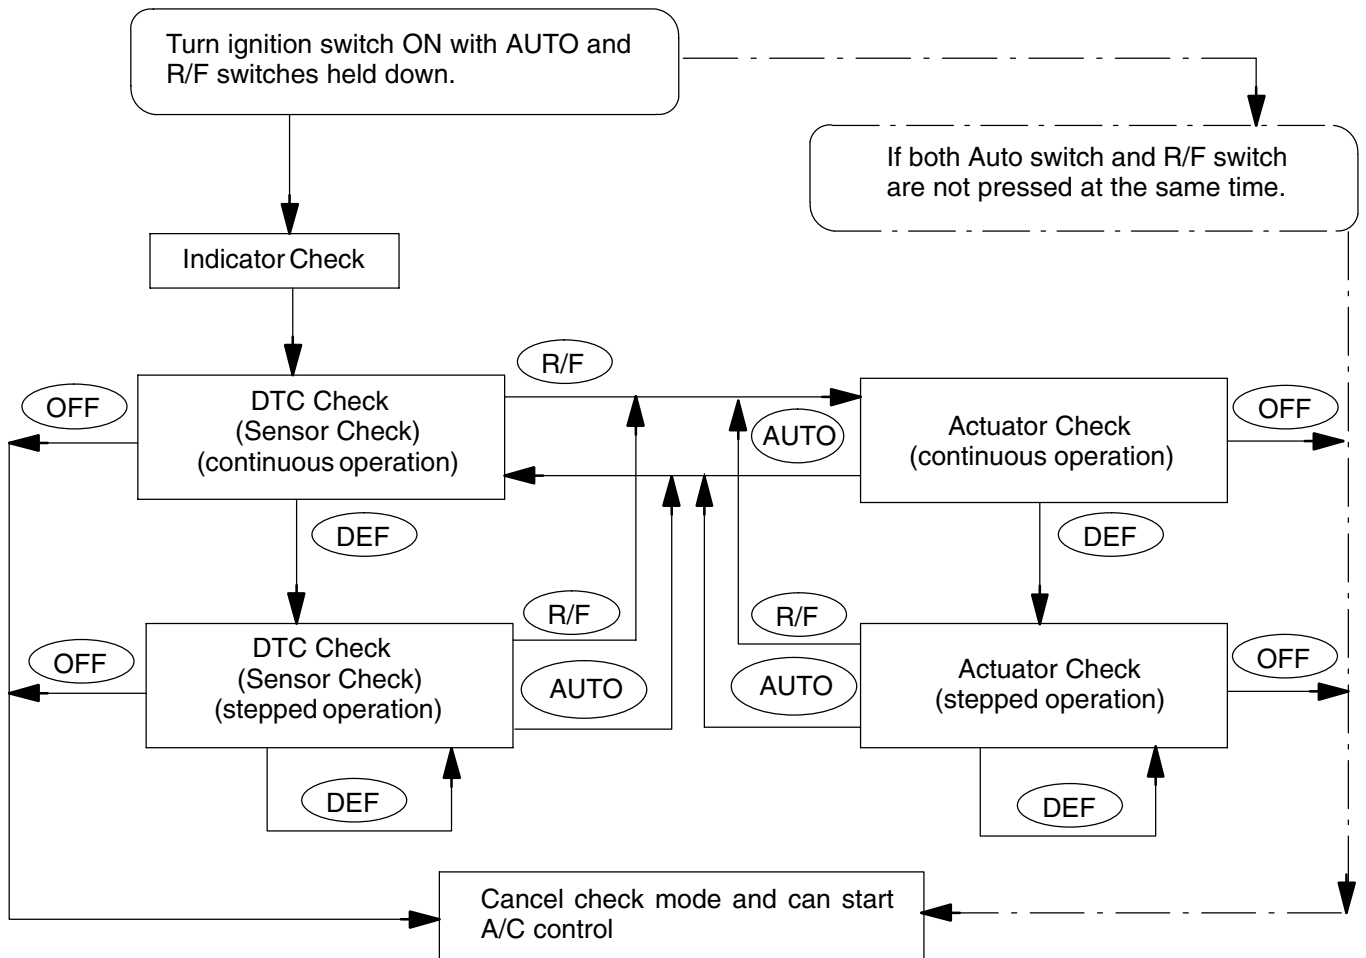 Turn ignition switch ON with AUTO and
R/F switches held down.
If both Auto switch and R/F switch
are not pressed at the same time.
Indicator Check
R/F
OFF
DTC Check
(Sensor Check)
(continuous operation)
AUTO
Actuator Check
(continuous operation)
OFF
DEF
DEF
R/F
R/F
OFF
DTC Check
(Sensor Check)
(stepped operation)
AUTO
AUTO
Actuator Check
(stepped operation)
OFF
DEF
DEF
Cancel check mode and can start
A/C control